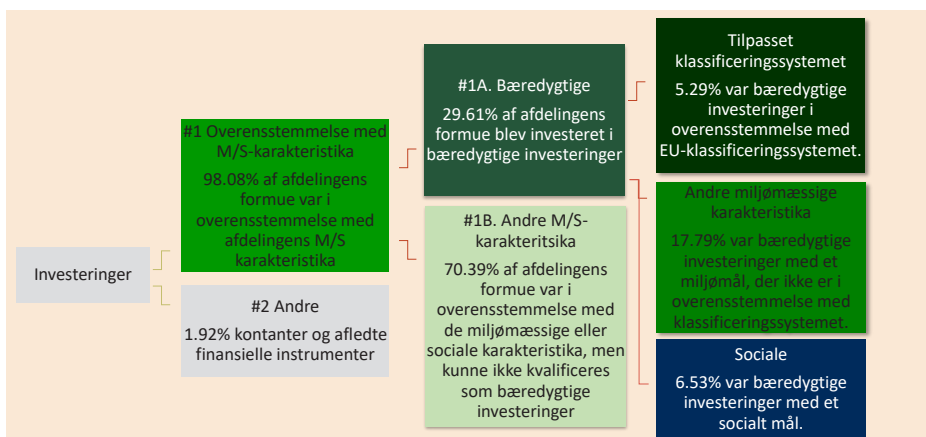 Investeringer
#1 Overensstemmelse med
M/S-karakteristika
98.08% af afdelingens
formue var i
overensstemmelse med
afdelingens M/S
karakteristika
#2 Andre
1.92% kontanter og afledte
finansielle instrumenter
#1A. Bæredygtige
29.61% af afdelingens
formue blev investeret i
bæredygtige investeringer
#1B. Andre M/S-
karakteritsika
70.39% af afdelingens
formue var i
overensstemmelse med
de miljømæssige eller
sociale karakteristika, men
kunne ikke kvalificeres
som bæredygtige
investeringer
Tilpasset
klassificeringssystemet
5.29% var bæredygtige
investeringer i
overensstemmelse med
EU-klassificeringssystemet.
Andre miljømæssige
karakteristika
17.79% var bæredygtige
investeringer med et
miljømål, der ikke er i
overensstemmelse med
klassificeringssystemet.
Sociale
6.53% var bæredygtige
investeringer med et
socialt mål.